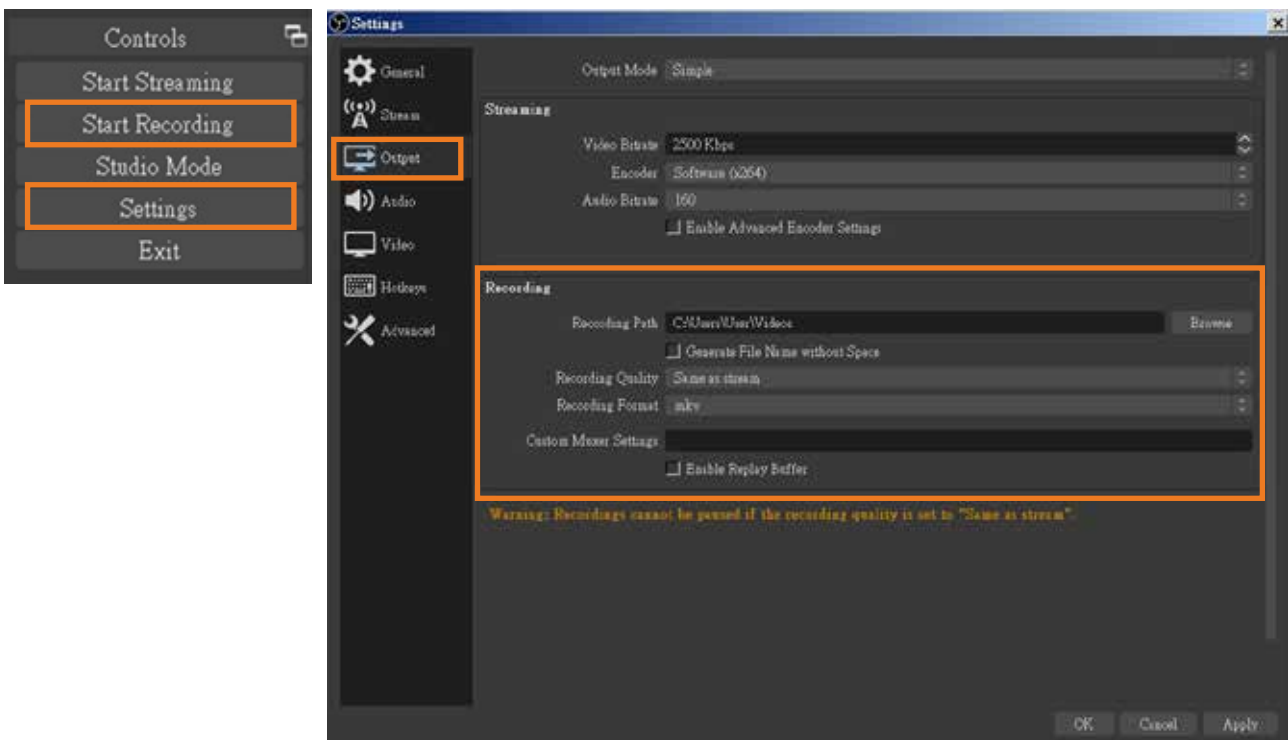 Controls
Start Streaming
Start Recording
Studio Mode
Settings
Exit
Settings
General
Stream
Output
Audio
Video
Hotkeys
Advanced
Output Mode Simple
Streaming
Video Bitrate 2500 Kbps
Encoder Software (x264)
Audio Bitrate 160
Enable Advanced Encoder Settings
Recording
Recording Path C:\Users\User\Videos Browse
Generate File Name without Space
Recording Quality Same as stream
Recording Format mkv
Custom Muxer Settings
Enable Replay Buffer
Warning: Recordings cannot be paused if the recording quality is set to "Same as stream".
OK Cancel Apply